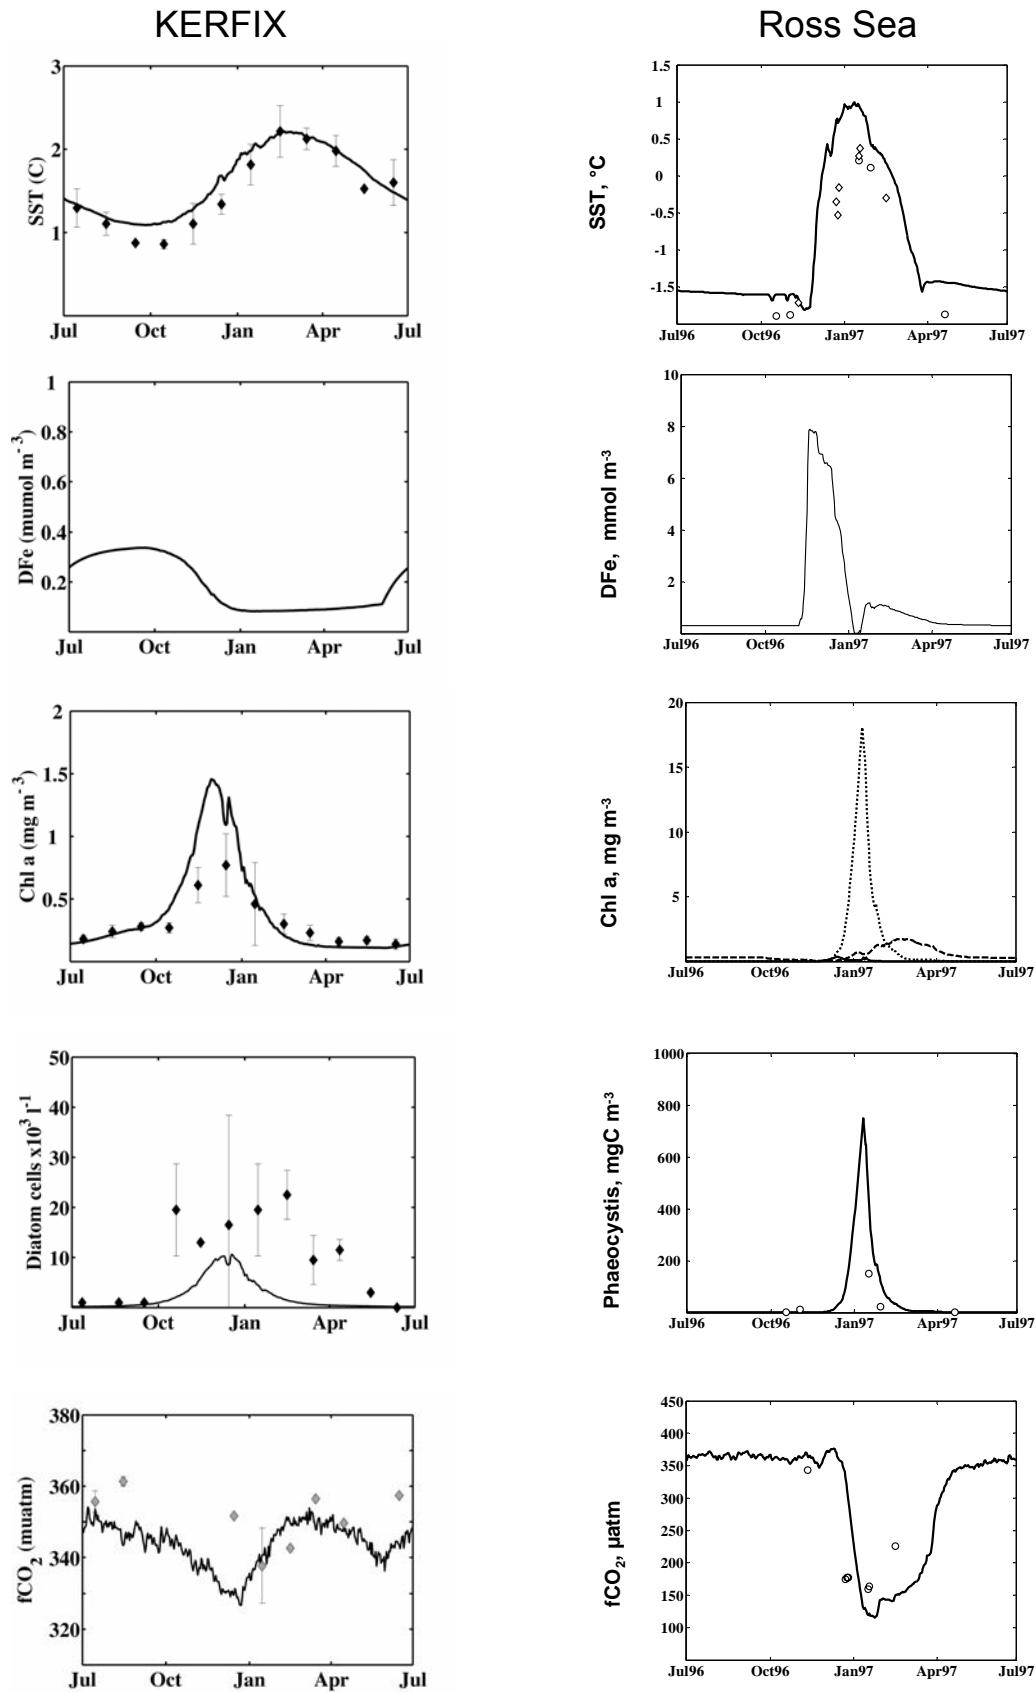 KERFIX Ross Sea
3
2
1
SST (C)
Jul Oct Jan Apr Jul
1.5
1
0.5
0
-0.5
-1
-1.5
SST, °C
Jul96 Oct96 Jan97 Apr97 Jul97
1
0.8
0.6
0.4
0.2
DFe (mumol m-3)
Jul Oct Jan Apr Jul
10
8
6
4
2
DFe, mmol m-3
Jul96 Oct96 Jan97 Apr97 Jul97
2
1.5
1
0.5
Chl a (mg m-3)
Jul Oct Jan Apr Jul
20
15
10
5
Chl a, mg m-3
Jul96 Oct96 Jan97 Apr97 Jul97
50
40
30
20
10
Diatom cells x10³ l-1
Jul Oct Jan Apr Jul
1000
800
600
400
200
Phaeocystis, mgC m-3
Jul96 Oct96 Jan97 Apr97 Jul97
380
360
340
320
fCO2 (muatm)
Jul Oct Jan Apr Jul
450
400
350
300
250
200
150
100
fCO2, µatm
Jul96 Oct96 Jan97 Apr97 Jul97